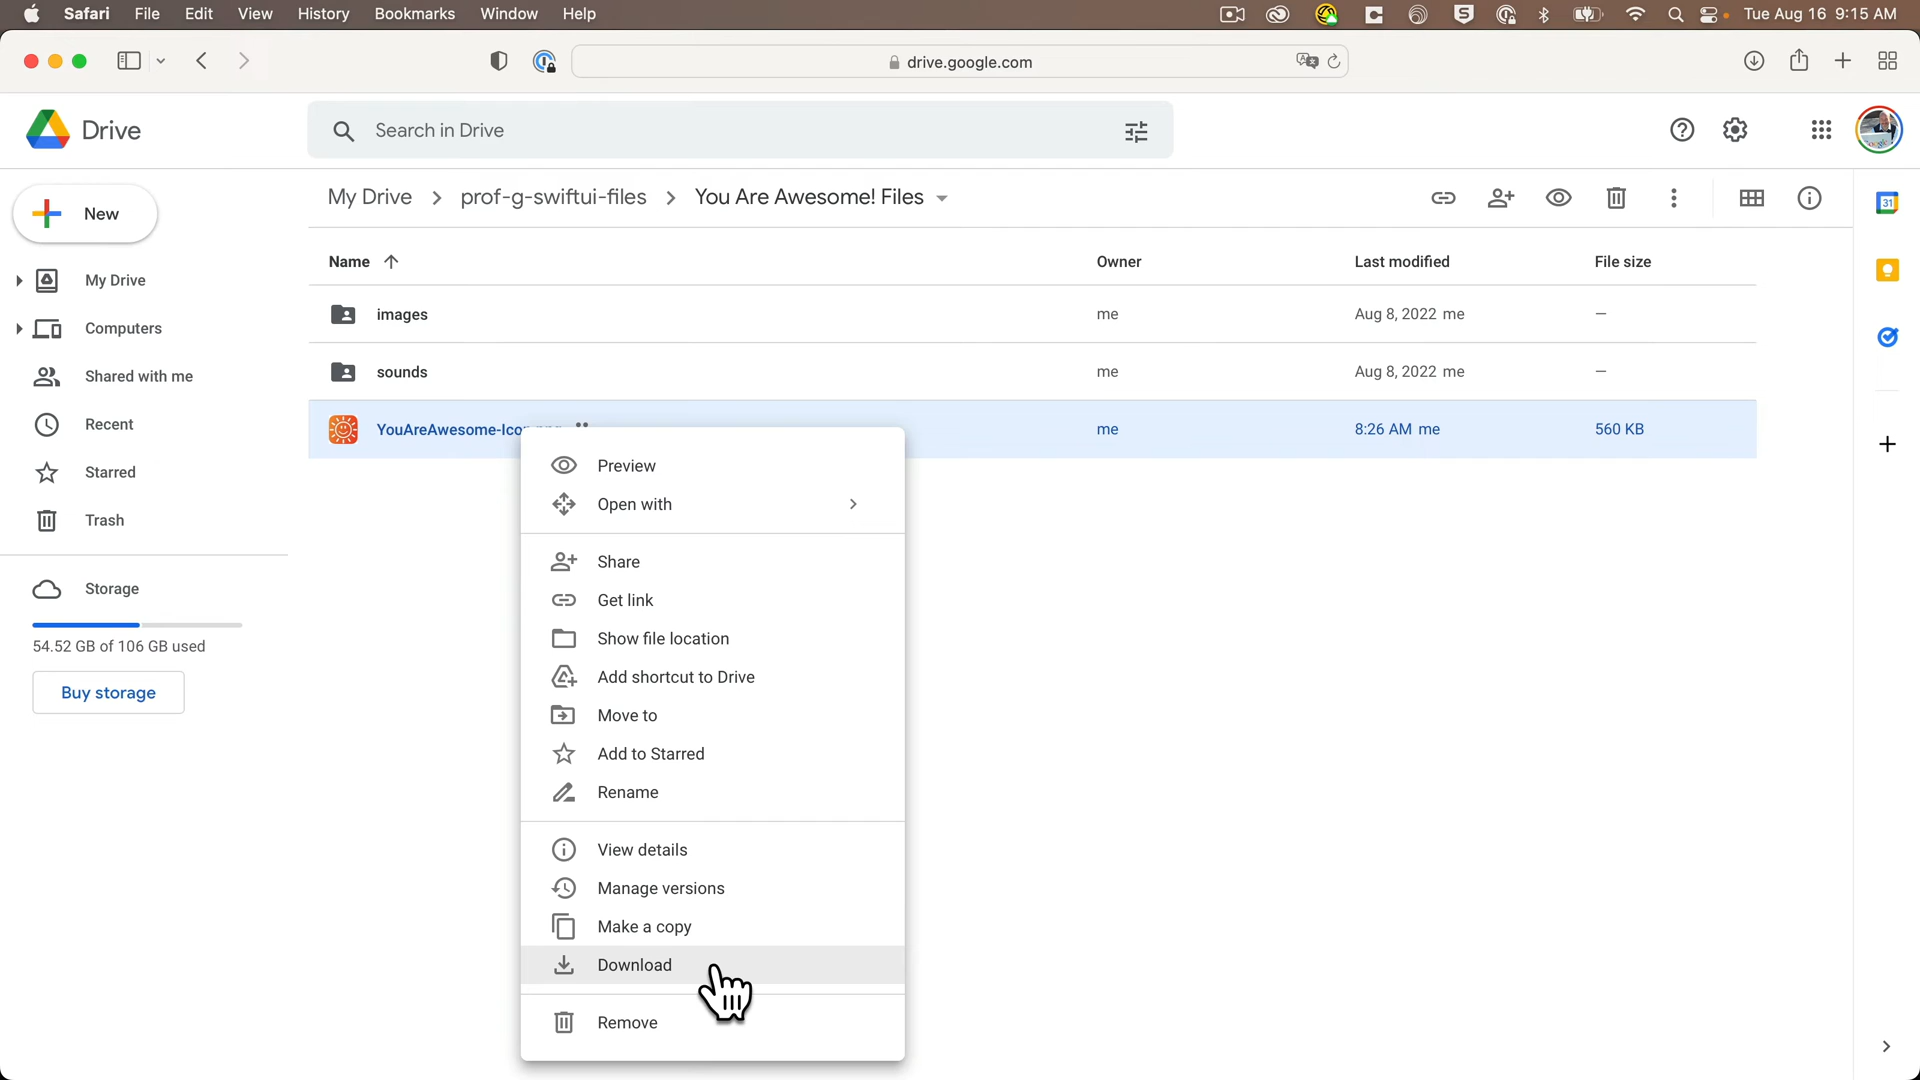 Safari File Edit View History Bookmarks Window Help Tue Aug 16 9:15 AM
drive.google.com
Drive
Search in Drive
New
My Drive > prof-g-swiftui-files > You Are Awesome! Files
Name Owner Last modified File size
My Drive
images me Aug 8, 2022 me –
Computers
sounds me Aug 8, 2022 me –
Shared with me
Recent
YouAreAwesome-Icon.png me 8:26 AM me 560 KB
Starred
Trash
Storage
54.52 GB of 106 GB used
Buy storage
Preview
Open with
Share
Get link
Show file location
Add shortcut to Drive
Move to
Add to Starred
Rename
View details
Manage versions
Make a copy
Download
Remove
31